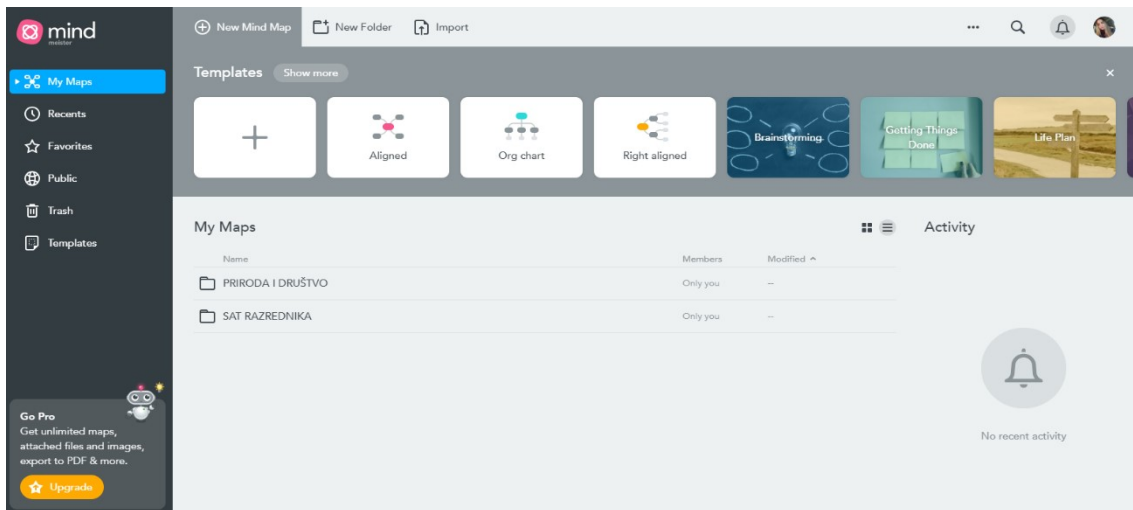 mind
meister
My Maps
Recents
Favorites
Public
Trash
Templates
Go Pro
Get unlimited maps,
attached files and images,
export to PDF & more.
Upgrade
New Mind Map
New Folder
Import
Templates
Show more
Aligned
Org chart
Right aligned
Brainstorming
Getting Things
Done
Life Plan
My Maps
Name
Members
Modified
PRIRODA I DRUŠTVO
Only you
--
SAT RAZREDNIKA
Only you
--
Activity
No recent activity